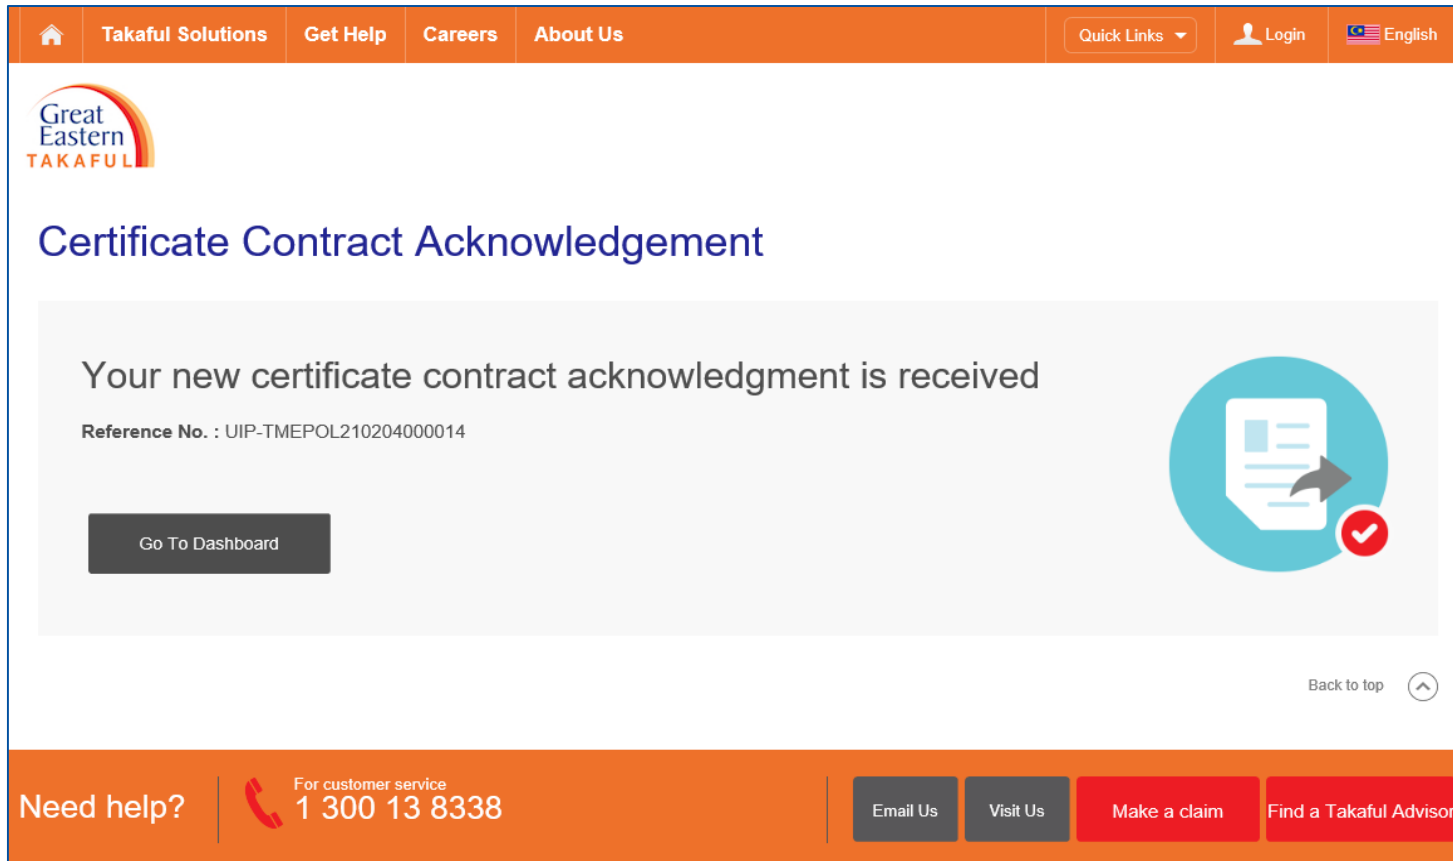 Takaful Solutions Get Help Careers About Us Quick Links Login English
Great
Eastern
TAKAFUL
Certificate Contract Acknowledgement
Your new certificate contract acknowledgment is received
Reference No. : UIP-TMEPOL210204000014
Go To Dashboard
Back to top
Need help?
For customer service
1 300 13 8338
Email Us Visit Us Make a claim Find a Takaful Advisor